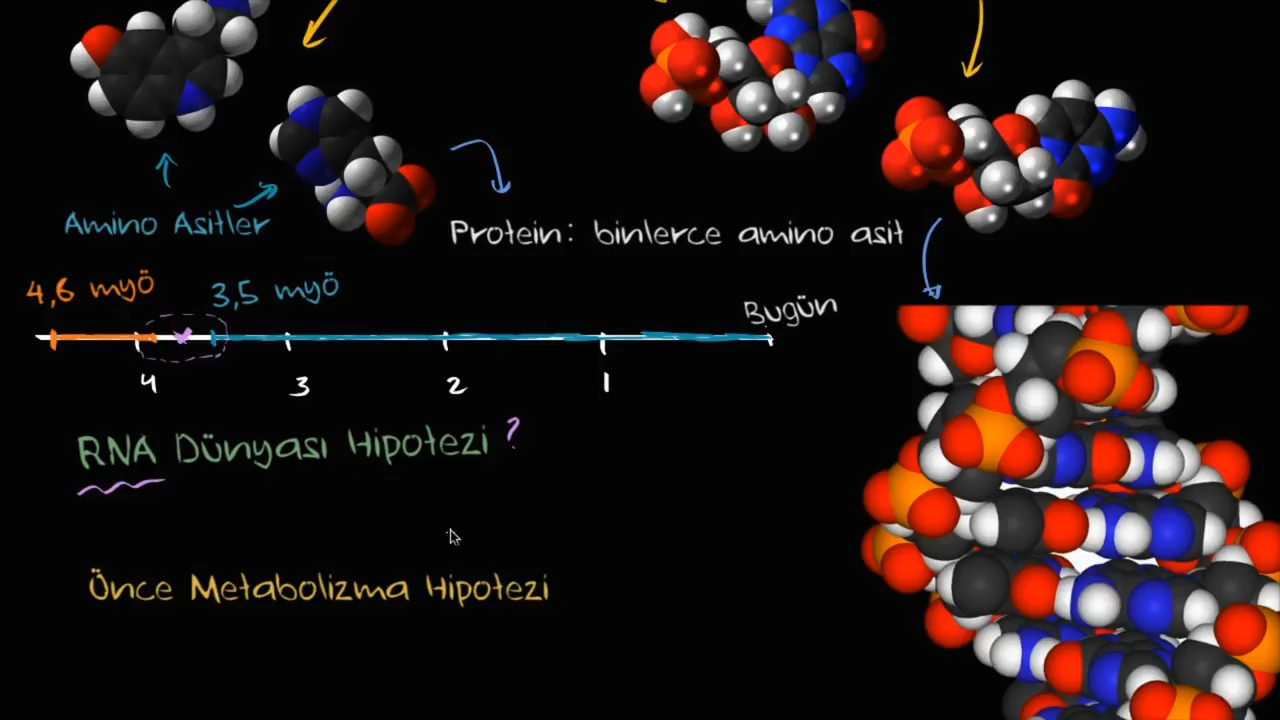 Amino Asitler
Protein: binlerce amino asit
4,6 myö
3,5 myö
Bugün
4
3
2
1
RNA Dünyası Hipotezi ?
Önce Metabolizma Hipotezi